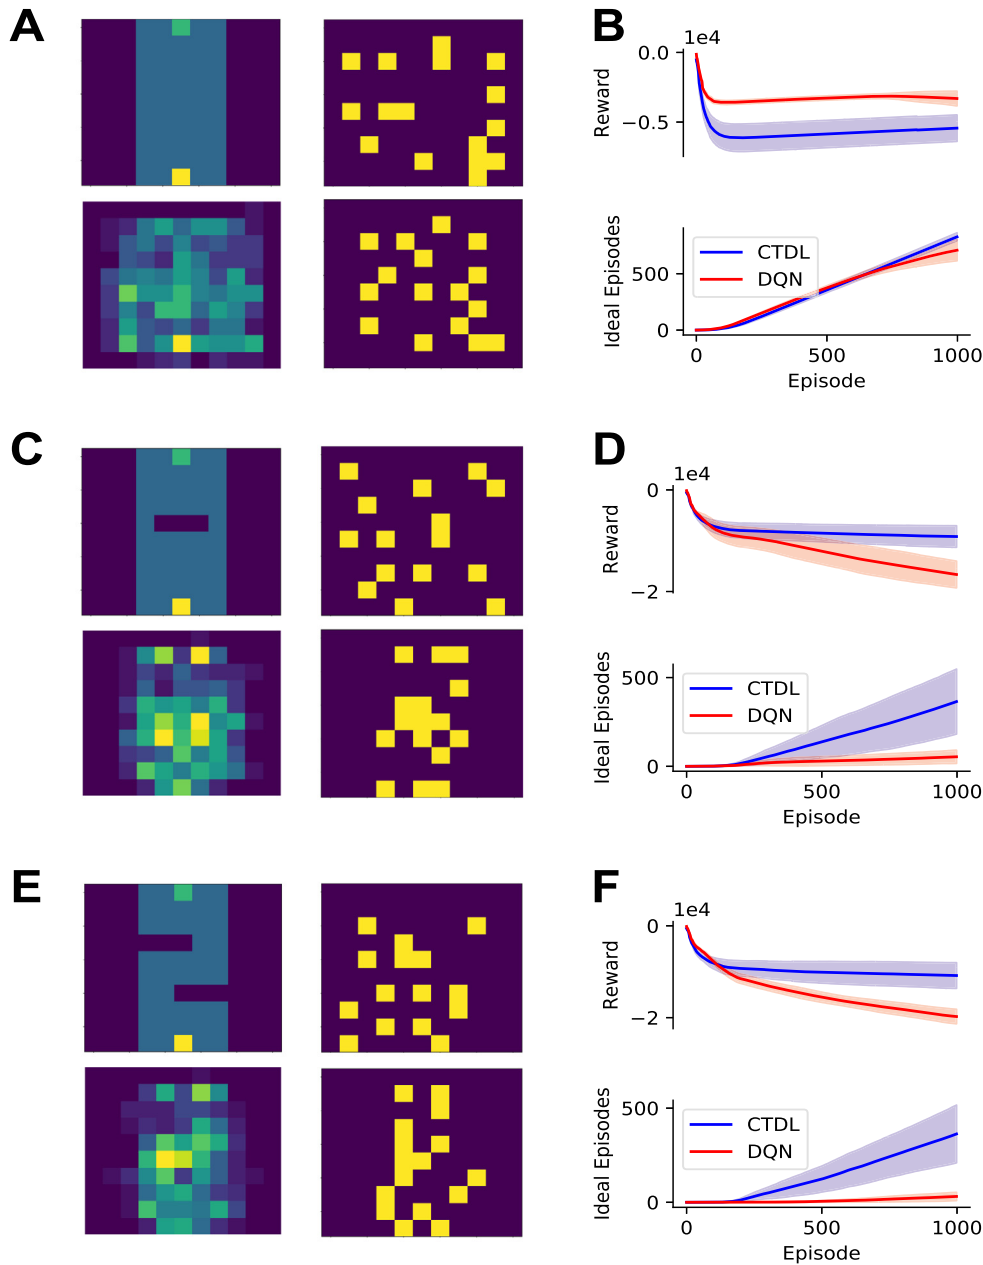 A
B
1e4
0.0
−0.5
Reward
Ideal Episodes
CTDL
DQN
500
0
0
500
1000
Episode
C
D
1e4
0
−2
Reward
Ideal Episodes
500
CTDL
DQN
0
0
500
1000
Episode
E
F
1e4
0
−2
Reward
Ideal Episodes
500
CTDL
DQN
0
0
500
1000
Episode